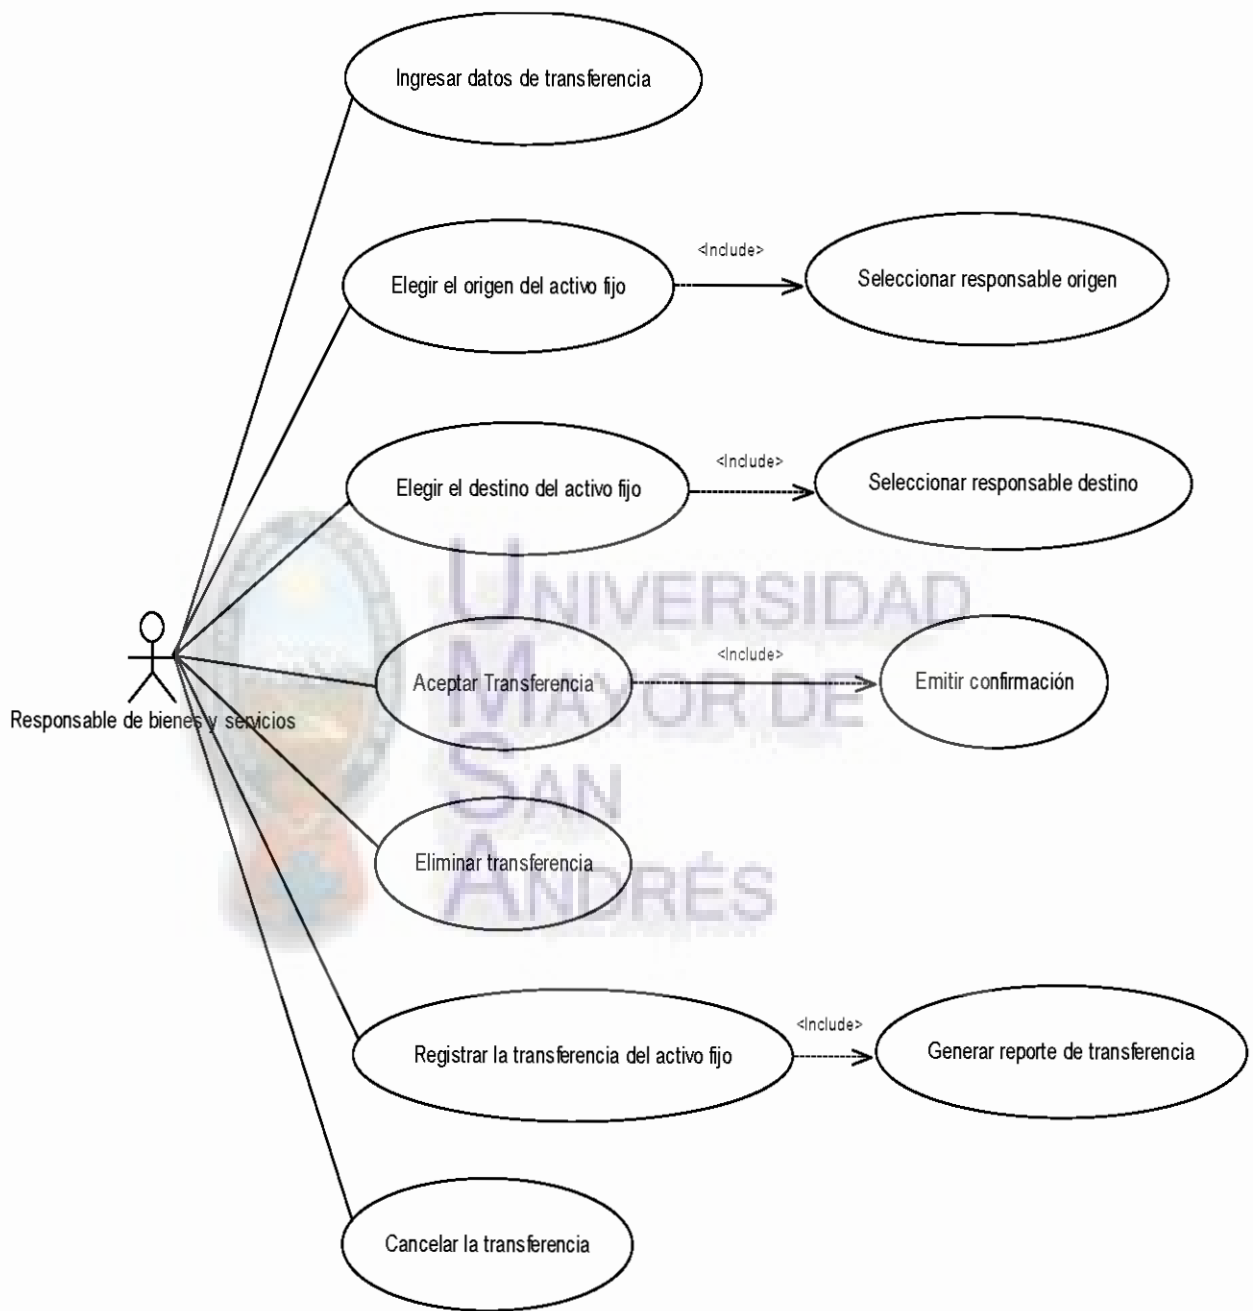 Ingresar datos de transferencia
Elegir el origen del activo fijo
<Include>
Seleccionar responsable origen
Elegir el destino del activo fijo
<Include>
Seleccionar responsable destino
UNIVERSIDAD
MAYOR DE
SAN
ANDRÉS
Responsable de bienes y servicios
Aceptar Transferencia
<Include>
Emitir confirmación
Eliminar transferencia
Registrar la transferencia del activo fijo
<Include>
Generar reporte de transferencia
Cancelar la transferencia